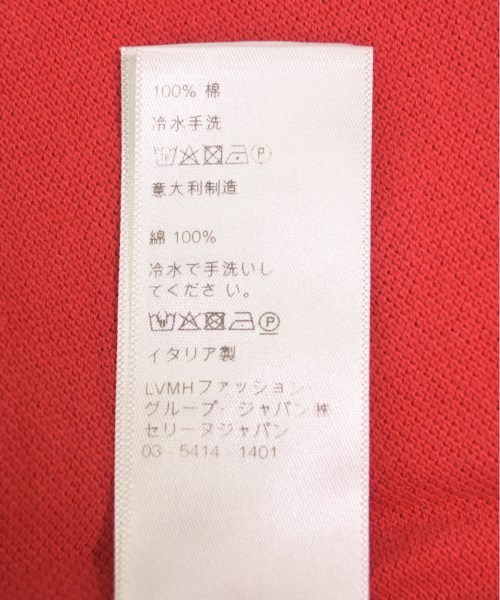 100% 棉
冷水手洗
P
意大利制造
綿 100%
冷水で手洗いし
てください。
P
イタリア製
LVMHファッション
グループ・ジャパン㈱
セリーヌジャパン
03 - 5414 - 1401